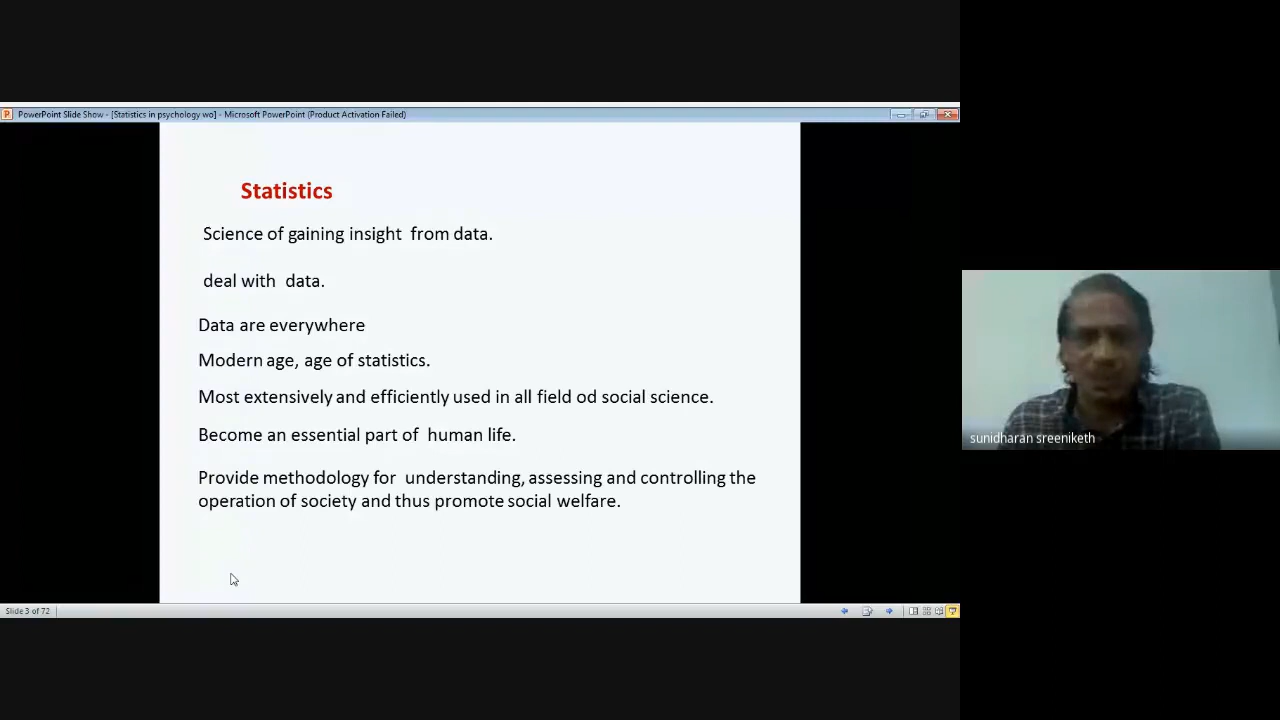 PowerPoint Slide Show - [Statistics in psychology wo] - Microsoft PowerPoint (Product Activation Failed)
Statistics
Science of gaining insight from data.
deal with data.
Data are everywhere
Modern age, age of statistics.
Most extensively and efficiently used in all field od social science.
Become an essential part of human life.
Provide methodology for understanding, assessing and controlling the
operation of society and thus promote social welfare.
sunidharan sreeniketh
Slide 3 of 72